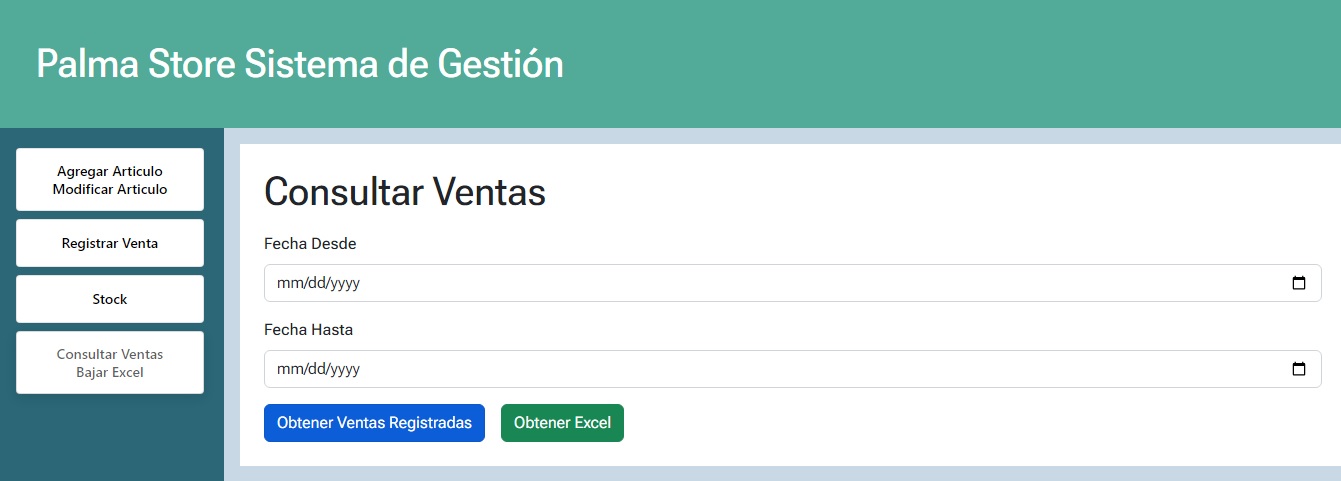 Palma Store Sistema de Gestión
Agregar Articulo
Modificar Articulo
Registrar Venta
Stock
Consultar Ventas
Bajar Excel
Consultar Ventas
Fecha Desde
mm/dd/yyyy
Fecha Hasta
mm/dd/yyyy
Obtener Ventas Registradas
Obtener Excel